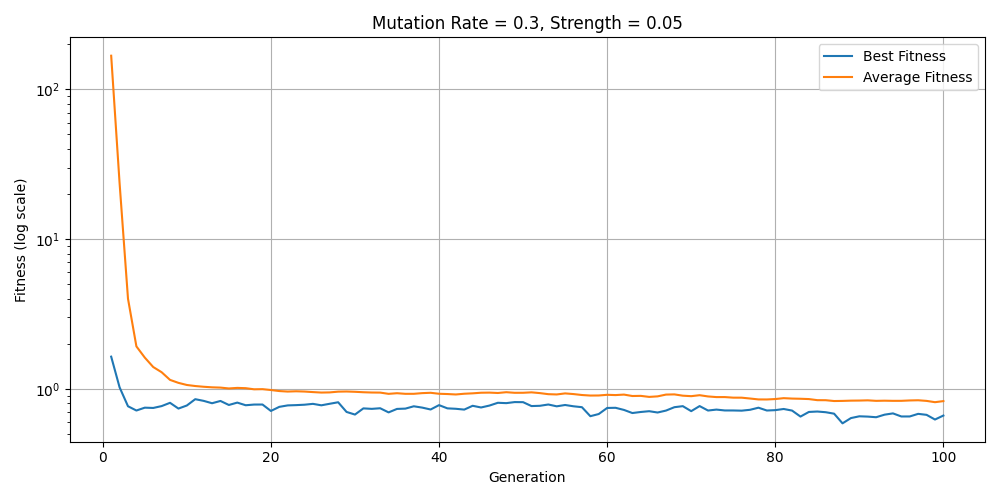 Mutation Rate = 0.3, Strength = 0.05
Best Fitness
Average Fitness
Fitness (log scale)
10²
10¹
10⁰
0 20 40 60 80 100
Generation